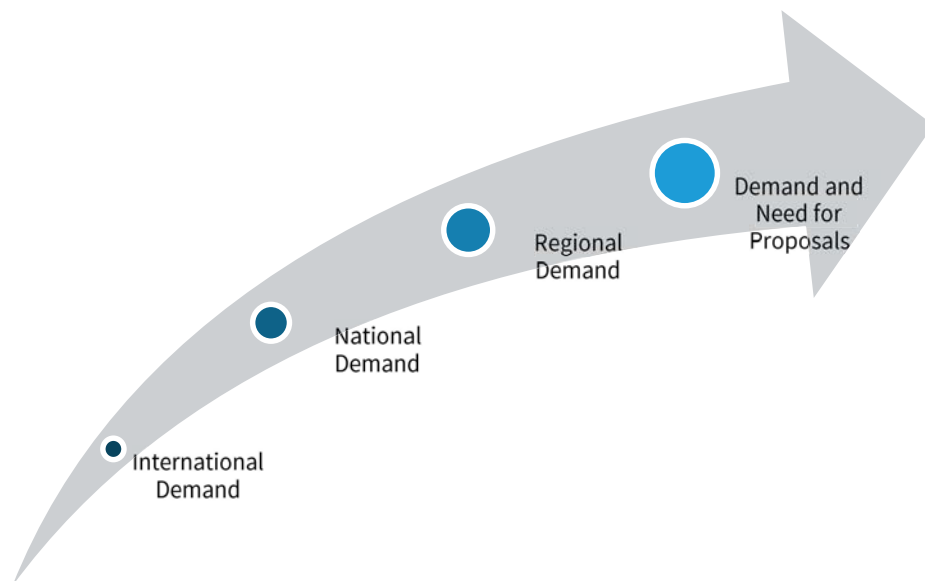 International
Demand
National
Demand
Regional
Demand
Demand and
Need for
Proposals